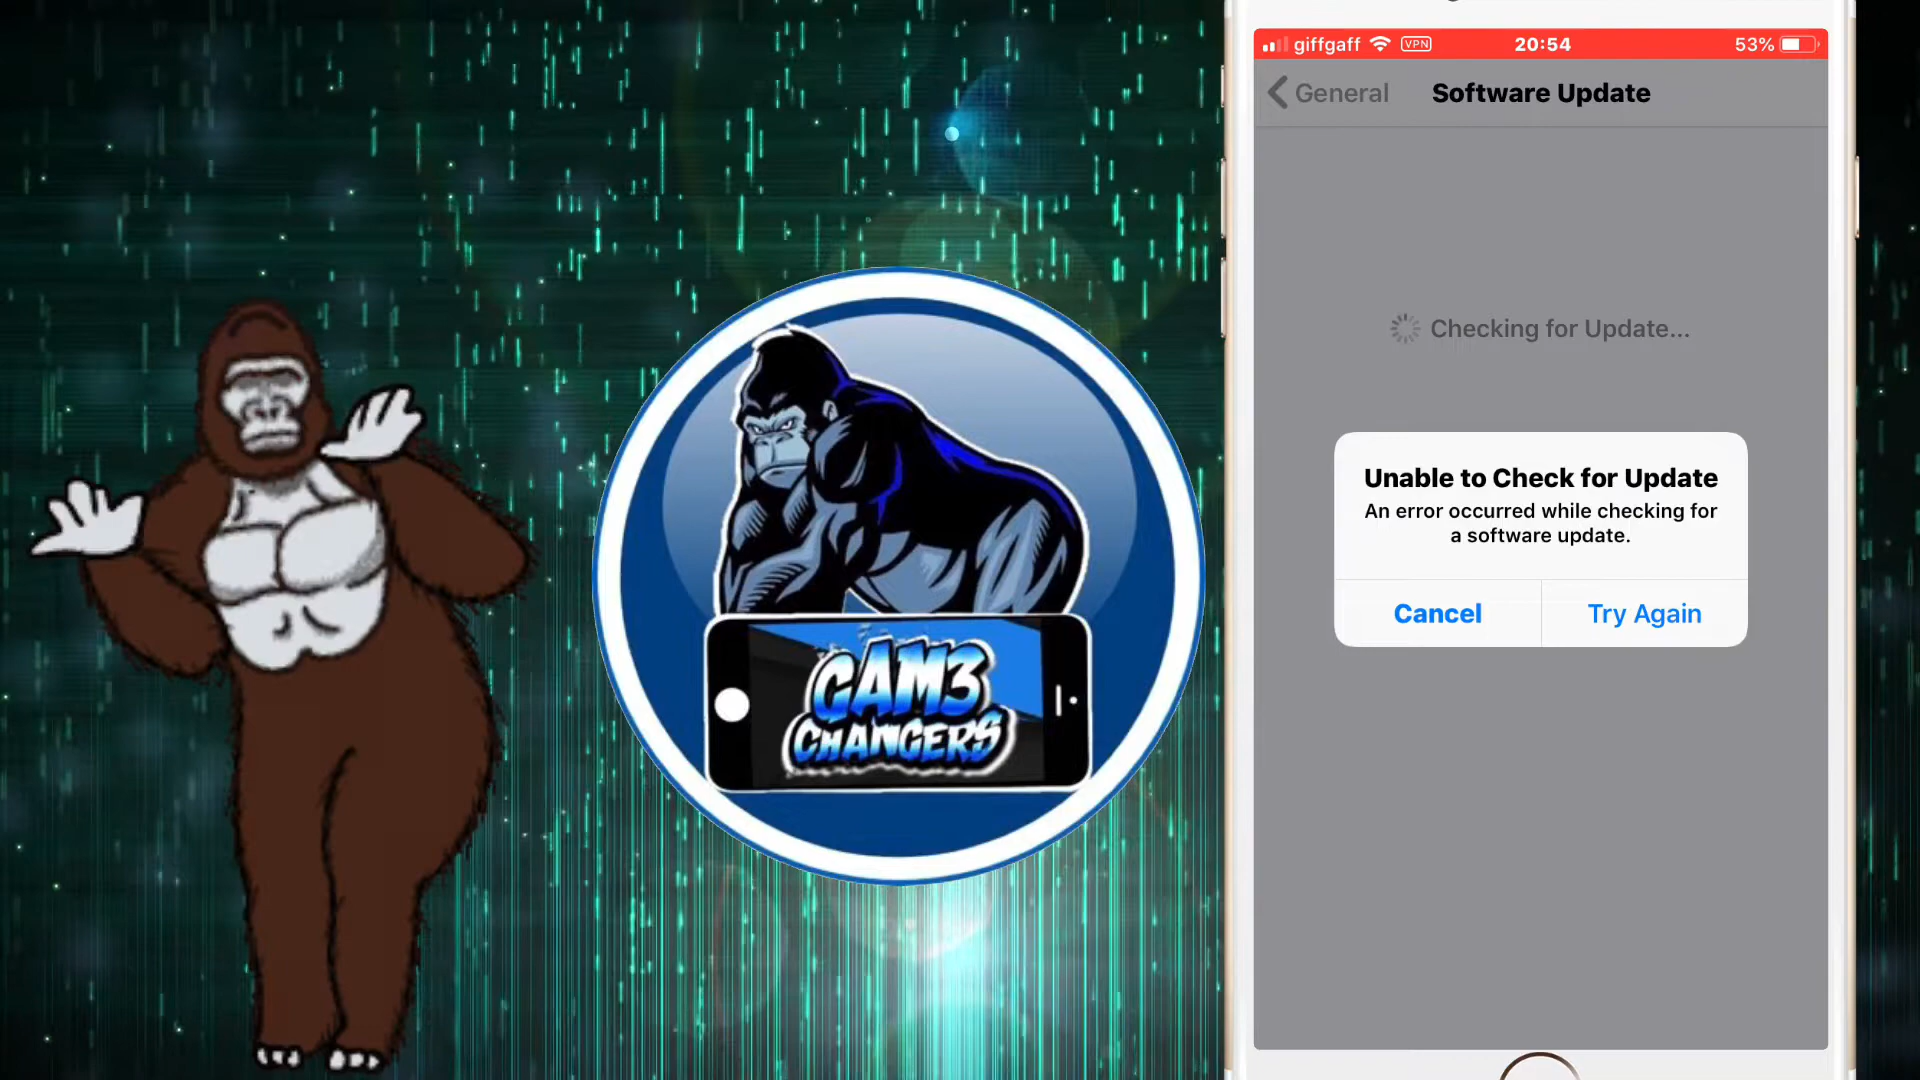 giffgaff VPN 20:54 53%
General Software Update
Checking for Update...
Unable to Check for Update
An error occurred while checking for
a software update.
Cancel Try Again
GAM3
CHANGERS